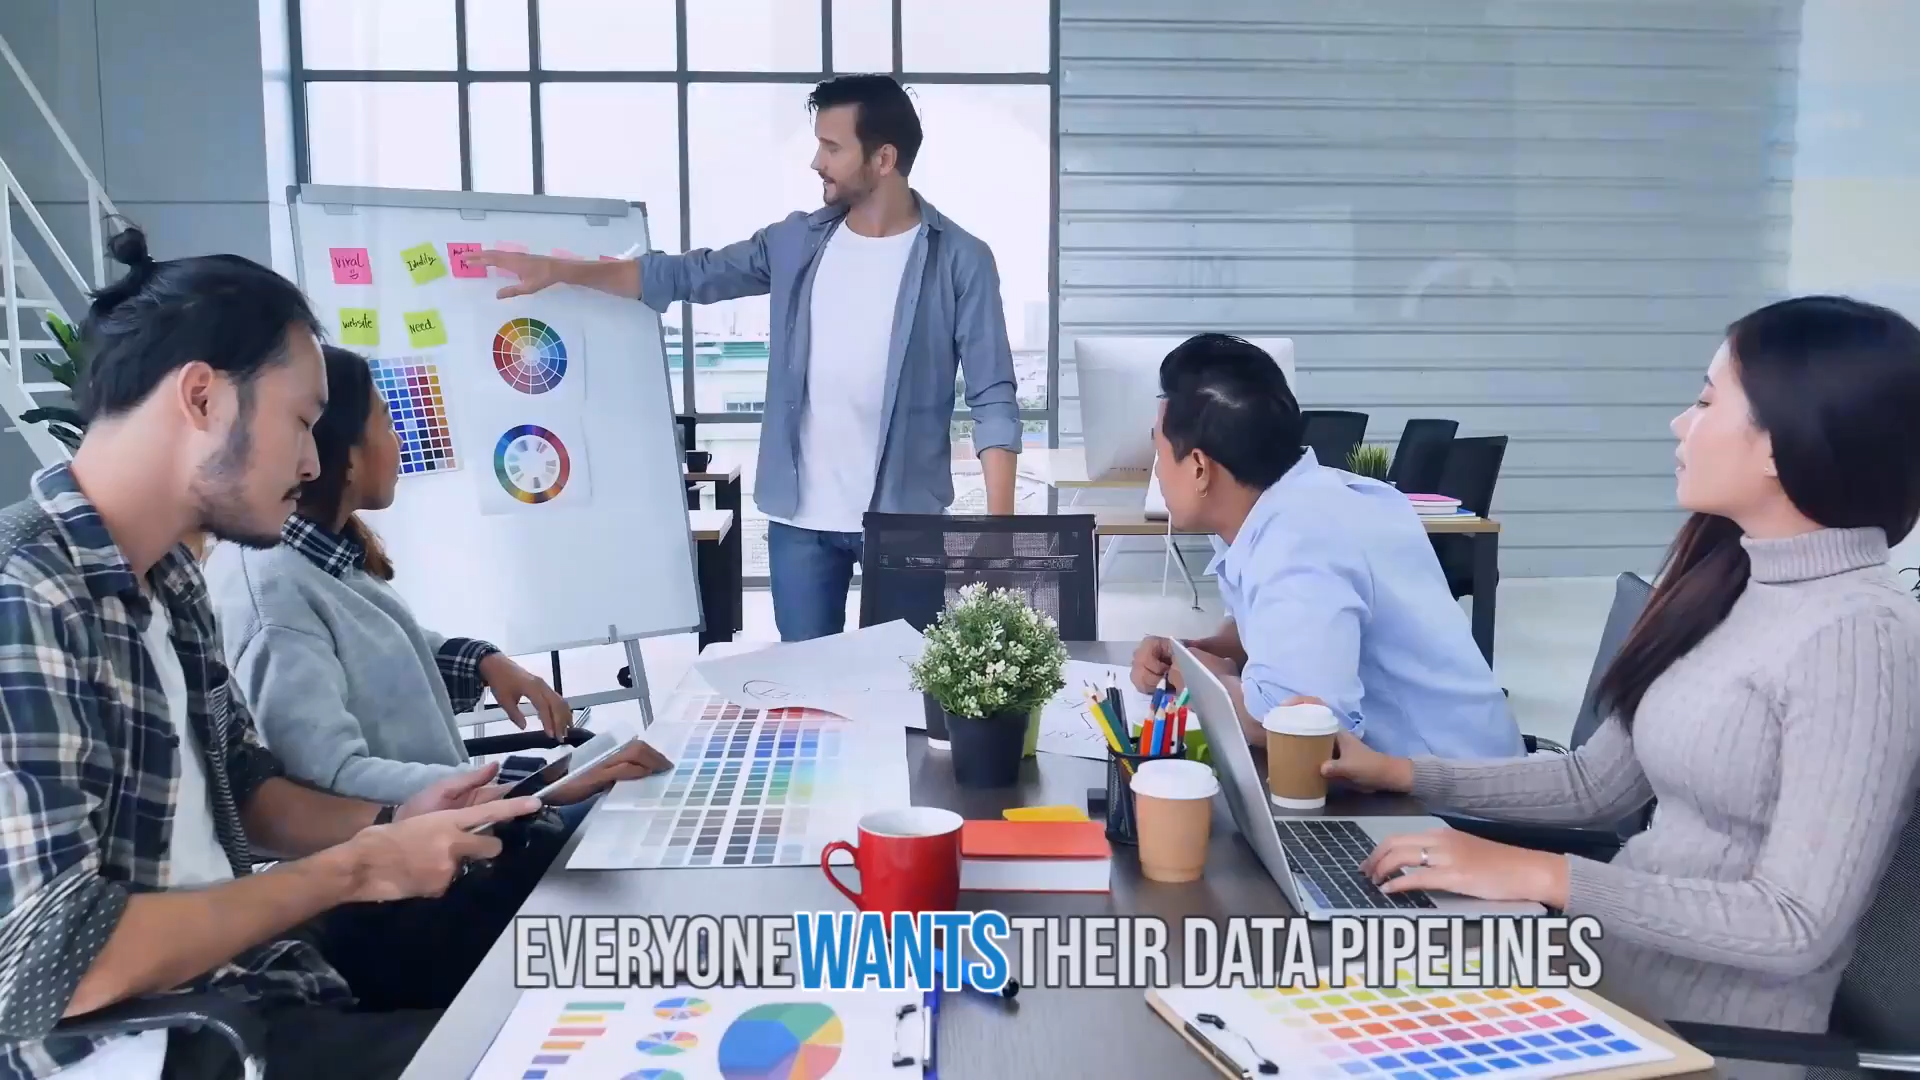 Viral
Identity
website
Need
EVERYONE WANTS THEIR DATA PIPELINES